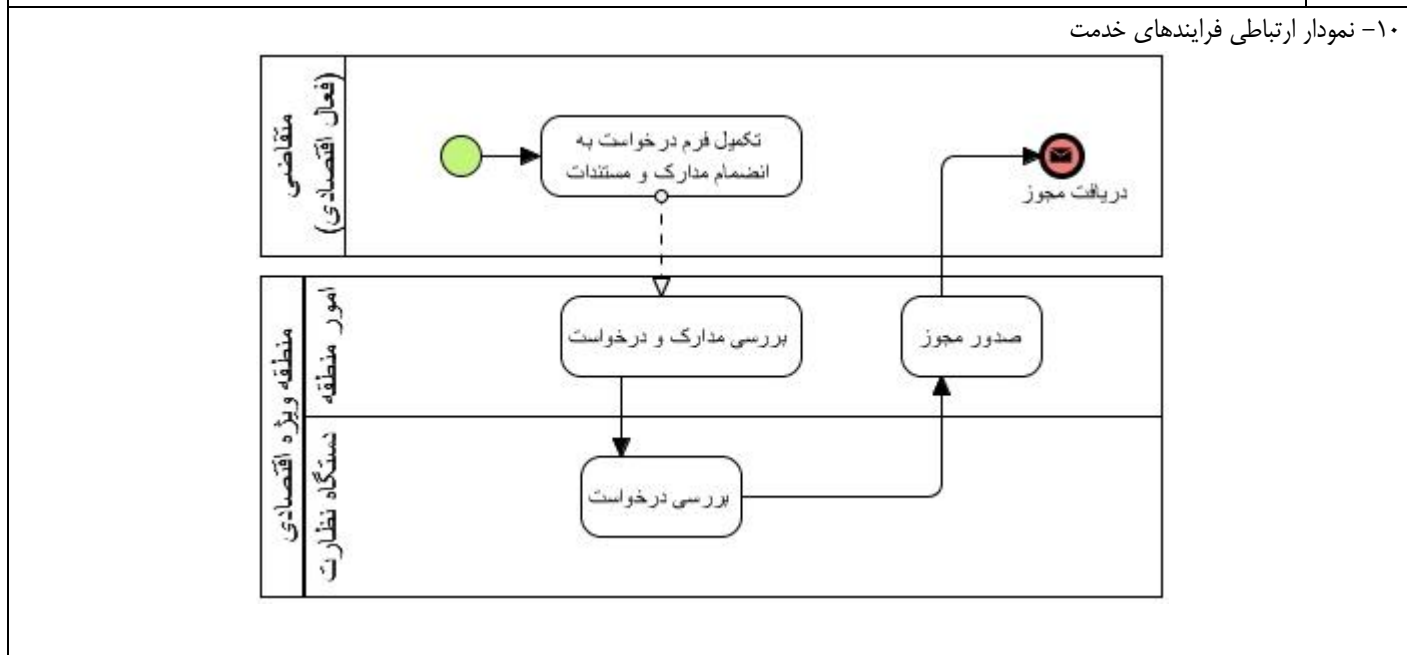 ۱۰- نمودار ارتباطی فرایندهای خدمت
متقاضی
(فعال اقتصادی)
تکمیل فرم درخواست به
انضمام مدارک و مستندات
دریافت مجوز
منطقه ویژه اقتصادی
امور منطقه
بررسی مدارک و درخواست
صدور مجوز
دستگاه نظارت
بررسی درخواست